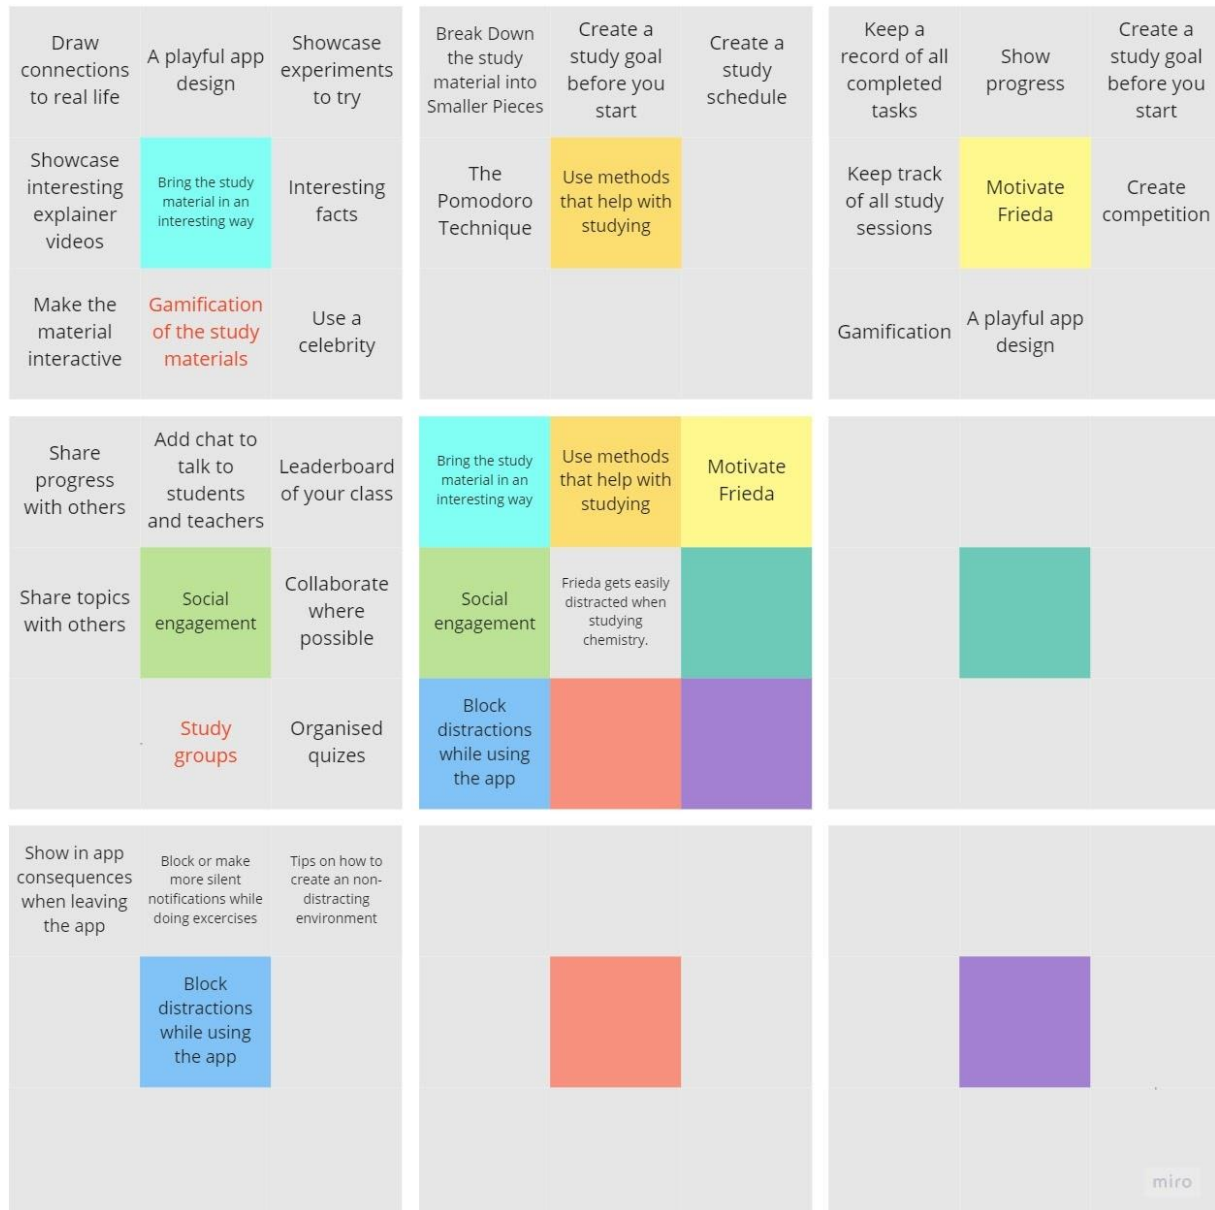 Draw
connections
to real life
A playful app
design
Showcase
experiments
to try
Showcase
interesting
explainer
videos
Bring the study
material in an
interesting way
Interesting
facts
Make the
material
interactive
Gamification
of the study
materials
Use a
celebrity
Break Down
the study
material into
Smaller Pieces
Create a
study goal
before you
start
Create a
study
schedule
The
Pomodoro
Technique
Use methods
that help with
studying
Keep a
record of all
completed
tasks
Show
progress
Create a
study goal
before you
start
Keep track
of all study
sessions
Motivate
Frieda
Create
competition
Gamification
A playful app
design
Share
progress
with others
Add chat to
talk to
students
and teachers
Leaderboard
of your class
Share topics
with others
Social
engagement
Collaborate
where
possible
Study
groups
Organised
quizes
Bring the study
material in an
interesting way
Use methods
that help with
studying
Motivate
Frieda
Social
engagement
Frieda gets easily
distracted when
studying
chemistry.
Block
distractions
while using
the app
Show in app
consequences
when leaving
the app
Block or make
more silent
notifications while
doing excercises
Tips on how to
create an non-
distracting
environment
Block
distractions
while using
the app
miro